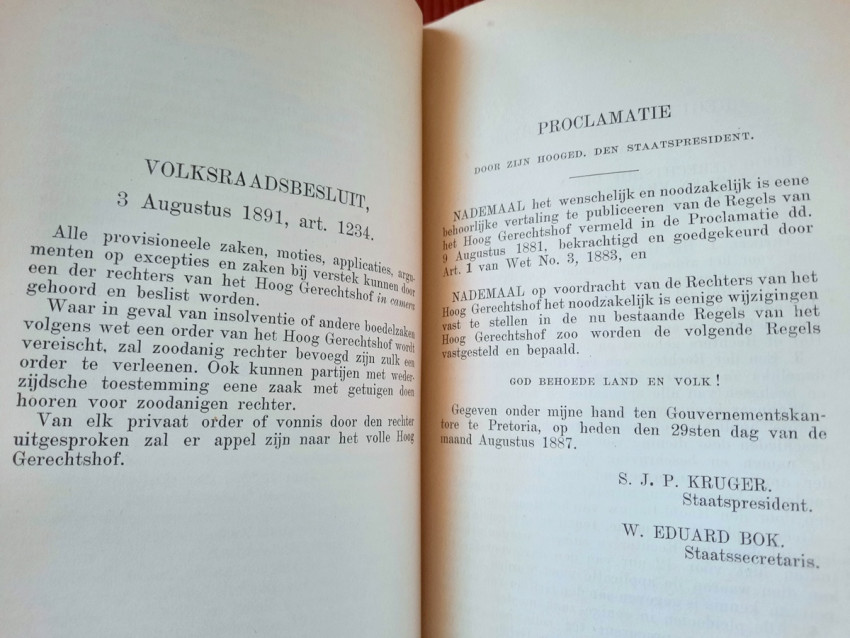 VOLKSRAADSBESLUIT,
3 Augustus 1891, art. 1234.
Alle provisioneele zaken, moties, applicaties, argu-
menten op excepties en zaken bij verstek kunnen door
een der rechters van het Hoog Gerechtshof in camera
gehoord en beslist worden.
Waar in geval van insolventie of andere boedelzaken
volgens wet een order van het Hoog Gerechtshof wordt
vereischt, zal zoodanig rechter bevoegd zijn zulk een
order te verleenen. Ook kunnen partijen met weder-
zijdsche toestemming eene zaak met getuigen doen
hooren voor zoodanigen rechter.
Van elk privaat order of vonnis door den rechter
uitgesproken zal er appel zijn naar het volle Hoog
Gerechtshof.
PROCLAMATIE
DOOR ZIJN HOOGED. DEN STAATSPRESIDENT.
NADEMAAL het wenschelijk en noodzakelijk is eene
behoorlijke vertaling te publiceeren van de Regels van
het Hoog Gerechtshof vermeld in de Proclamatie dd.
9 Augustus 1881, bekrachtigd en goedgekeurd door
Art. 1 van Wet No. 3, 1883, en
NADEMAAL op voordracht van de Rechters van het
Hoog Gerechtshof het noodzakelijk is eenige wijzigingen
vast te stellen in de nu bestaande Regels van het
Hoog Gerechtshof zoo worden de volgende Regels
vastgesteld en bepaald.
GOD BEHOEDE LAND EN VOLK!
Gegeven onder mijne hand ten Gouvernementskan-
tore te Pretoria, op heden den 29sten dag van de
maand Augustus 1887.
S. J. P. KRUGER.
Staatspresident.
W. EDUARD BOK.
Staatssecretaris.